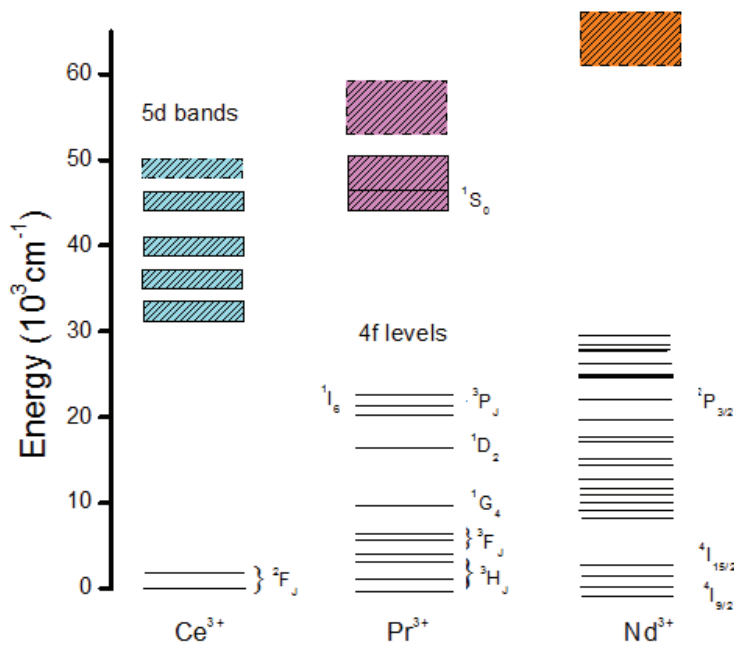 60
5d bands
50
¹S₀
40
Energy (10³cm⁻¹)
30
4f levels
¹I₆
³P_J
²P₃/₂
20
¹D₂
10
¹G₄
} ³F_J
⁴I₁₅/₂
} ²F_J
} ³H_J
0
⁴I₉/₂
Ce³⁺
Pr³⁺
Nd³⁺